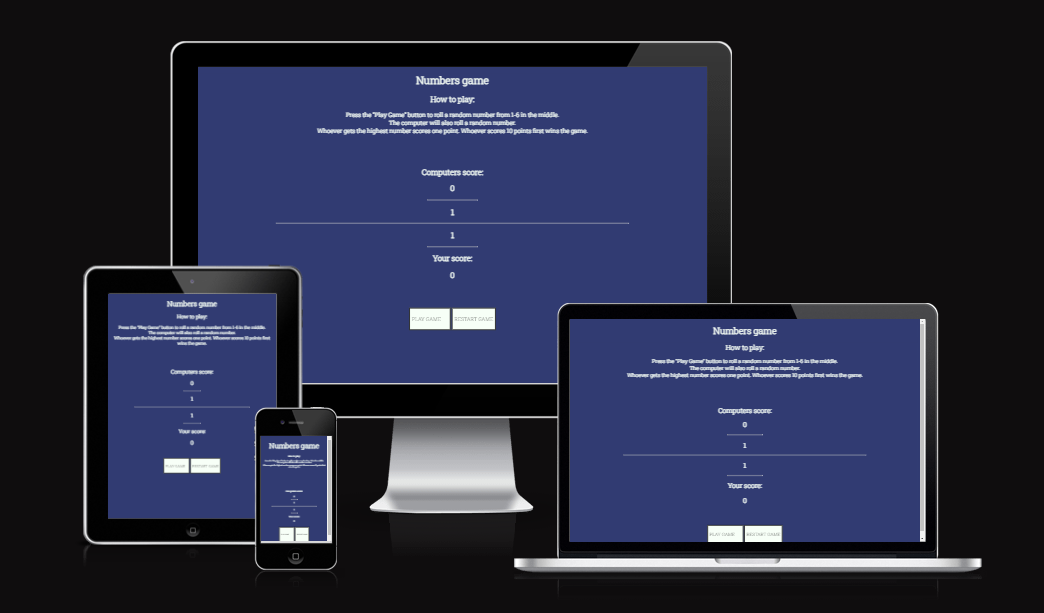 Numbers game
How to play:
Press the "Play Game" button to roll a random number from 1-6 in the middle.
The computer will also roll a random number.
Whoever gets the highest number scores one point. Whoever scores 10 points first wins the game.
Computers score:
0
1
1
Your score:
0
PLAY GAME RESTART GAME
Numbers game
How to play:
Press the "Play Game" button to roll a random number from 1-6 in the middle.
The computer will also roll a random number.
Whoever gets the highest number scores one point. Whoever scores 10 points first
wins the game.
Computers score:
0
1
1
Your score:
0
PLAY GAME RESTART GAME
Numbers game
Numbers game
How to play:
Press the "Play Game" button to roll a random number from 1-6 in the middle.
The computer will also roll a random number.
Whoever gets the highest number scores one point. Whoever scores 10 points first wins the game.
Computers score:
0
1
1
Your score:
0
PLAY GAME RESTART GAME